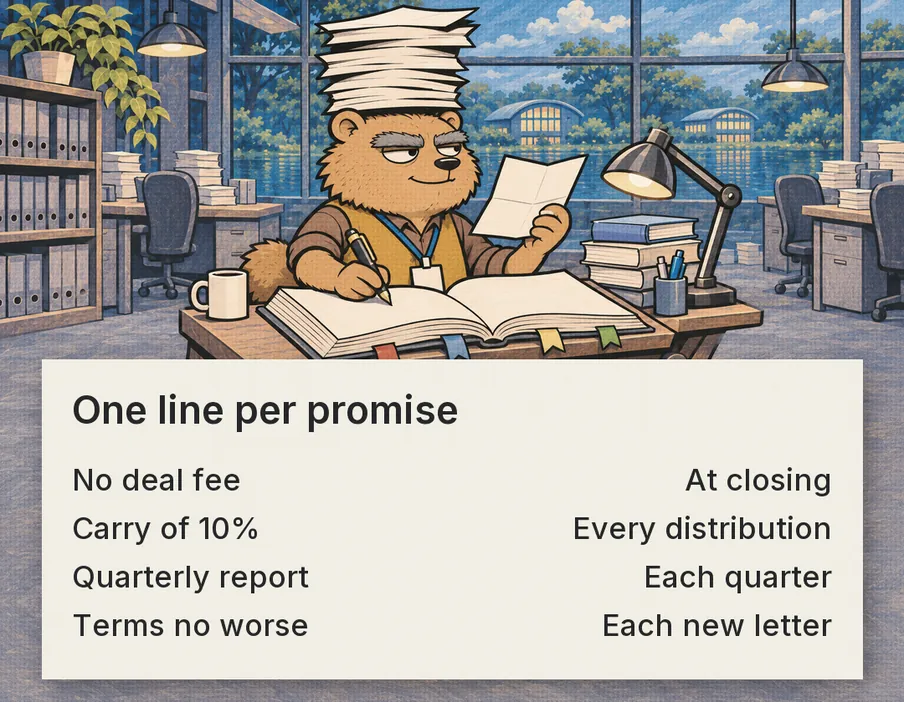 One line per promise
No deal fee At closing
Carry of 10% Every distribution
Quarterly report Each quarter
Terms no worse Each new letter